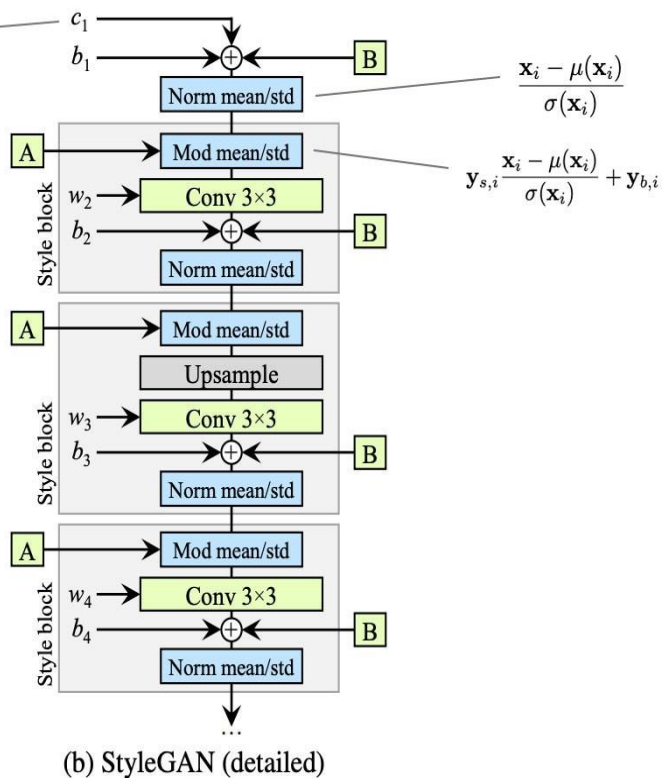 c₁
b₁ + B
Norm mean/std
(xᵢ − μ(xᵢ)) / σ(xᵢ)
A Mod mean/std
y_{s,i} (xᵢ − μ(xᵢ)) / σ(xᵢ) + y_{b,i}
w₂ Conv 3×3
b₂ + B
Norm mean/std
Style block
A Mod mean/std
Upsample
w₃ Conv 3×3
b₃ + B
Norm mean/std
Style block
A Mod mean/std
w₄ Conv 3×3
b₄ + B
Norm mean/std
Style block
...
(b) StyleGAN (detailed)